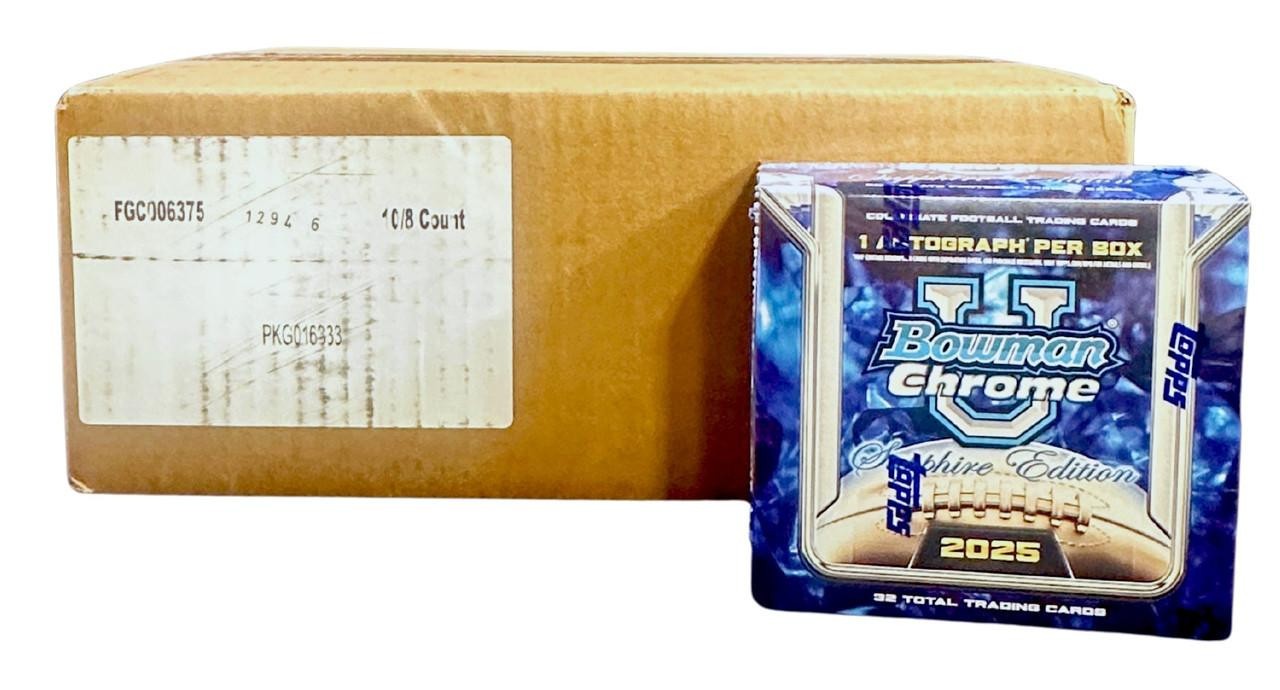 FGC006375
1294 6
10/8 Count
PKG016333
COLLEGIATE FOOTBALL TRADING CARDS
1 AUTOGRAPH* PER BOX
U
Bowman®
Chrome
Sapphire Edition
2025
32 TOTAL TRADING CARDS
topps
topps
topps